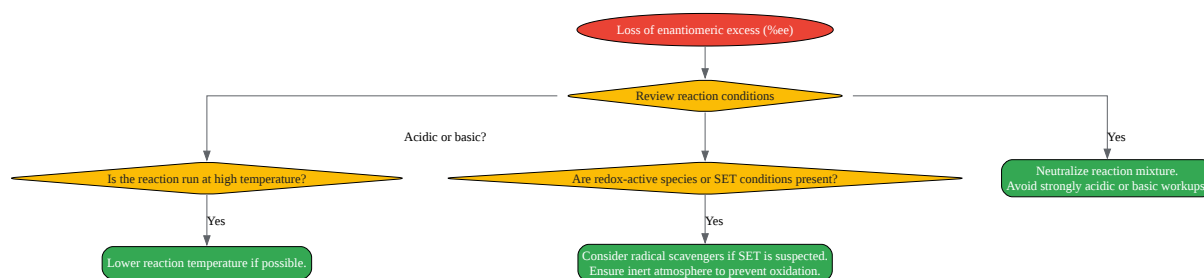 Loss of enantiomeric excess (%ee)
Review reaction conditions
Acidic or basic?
Yes
Is the reaction run at high temperature?
Are redox-active species or SET conditions present?
Neutralize reaction mixture.
Avoid strongly acidic or basic workups.
Yes
Yes
Lower reaction temperature if possible.
Consider radical scavengers if SET is suspected.
Ensure inert atmosphere to prevent oxidation.